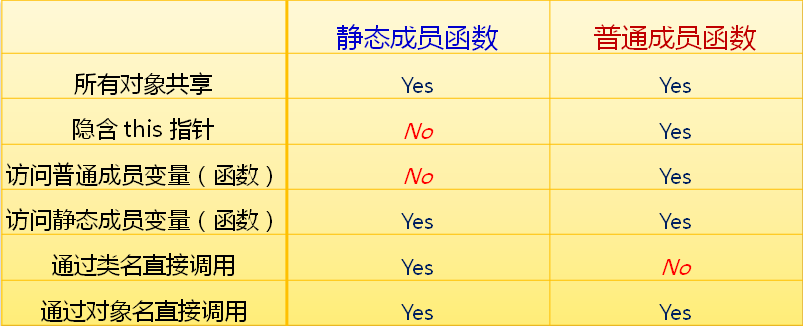 静态成员函数 普通成员函数
所有对象共享 Yes Yes
隐含 this 指针 No Yes
访问普通成员变量（函数） No Yes
访问静态成员变量（函数） Yes Yes
通过类名直接调用 Yes No
通过对象名直接调用 Yes Yes